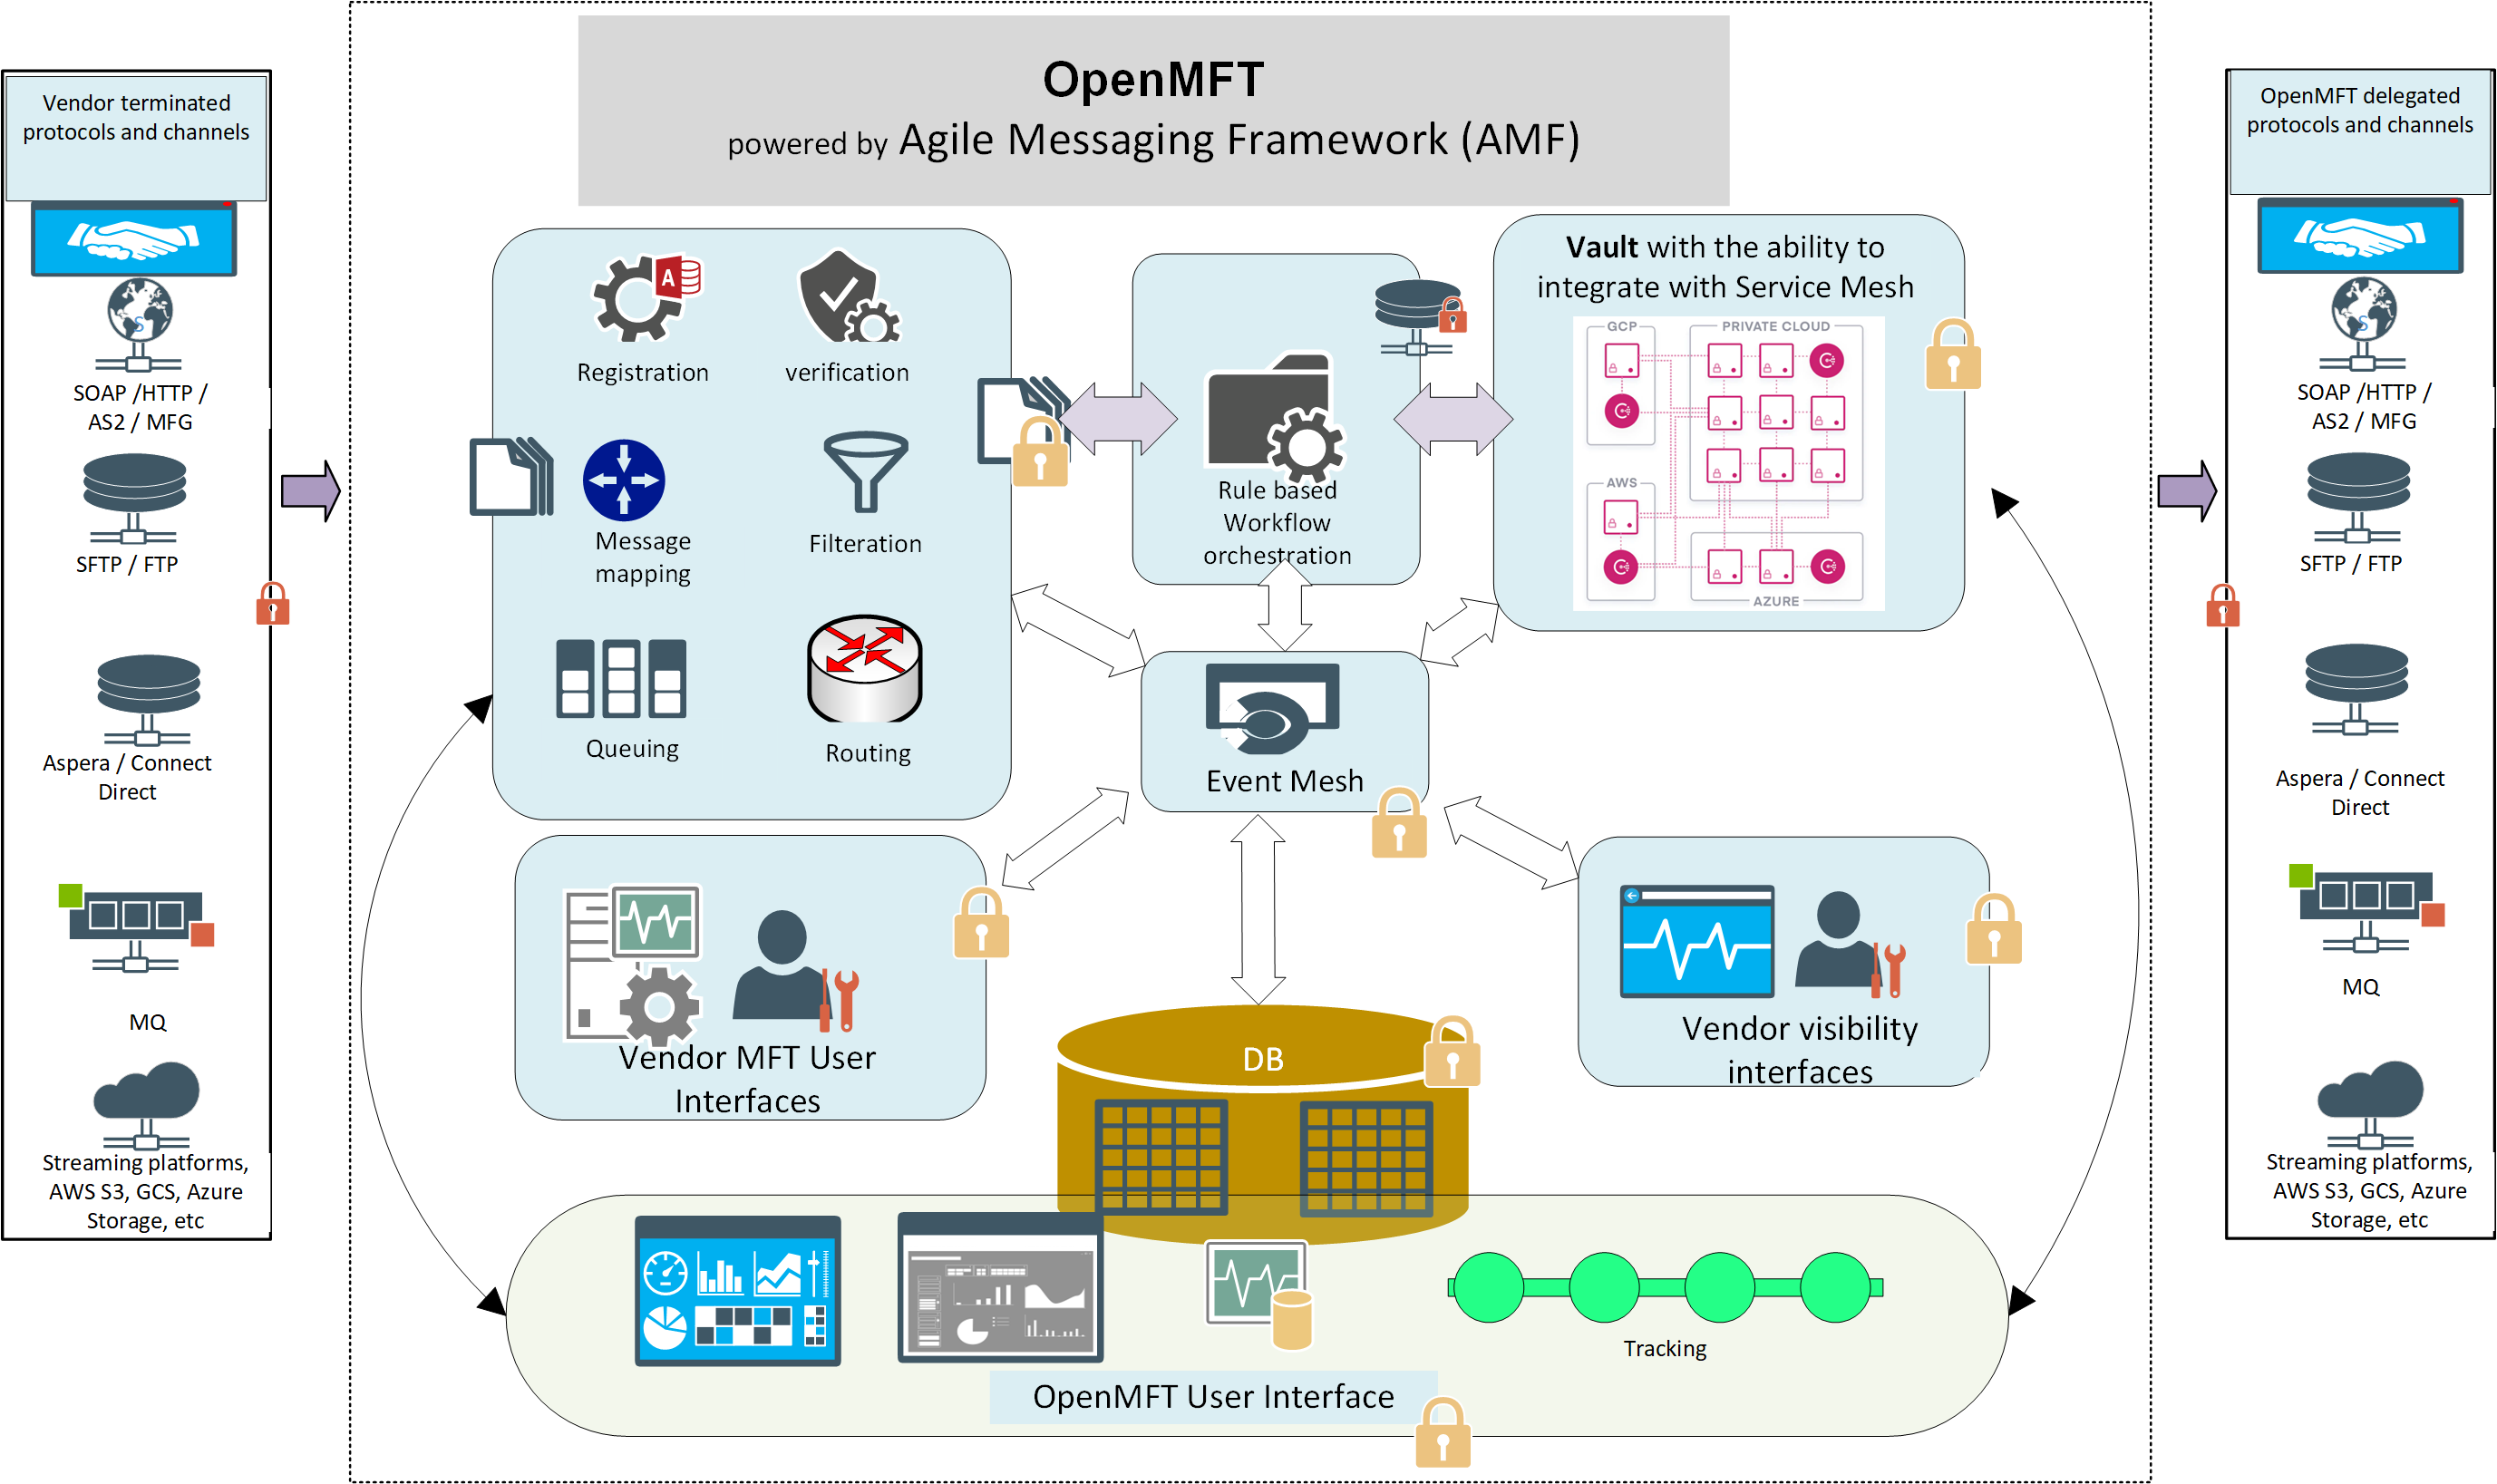 OpenMFT
powered by Agile Messaging Framework (AMF)
Vendor terminated
protocols and channels
S
SOAP /HTTP /
AS2 / MFG
SFTP / FTP
Aspera / Connect
Direct
MQ
Streaming platforms,
AWS S3, GCS, Azure
Storage, etc
A
Registration
verification
Message
mapping
Filteration
Queuing
Routing
Rule based
Workflow
orchestration
Vault with the ability to
integrate with Service Mesh
GCP
PRIVATE CLOUD
AWS
AZURE
Event Mesh
Vendor MFT User
Interfaces
DB
Vendor visibility
interfaces
Tracking
OpenMFT User Interface
OpenMFT delegated
protocols and channels
S
SOAP /HTTP /
AS2 / MFG
SFTP / FTP
Aspera / Connect
Direct
MQ
Streaming platforms,
AWS S3, GCS, Azure
Storage, etc